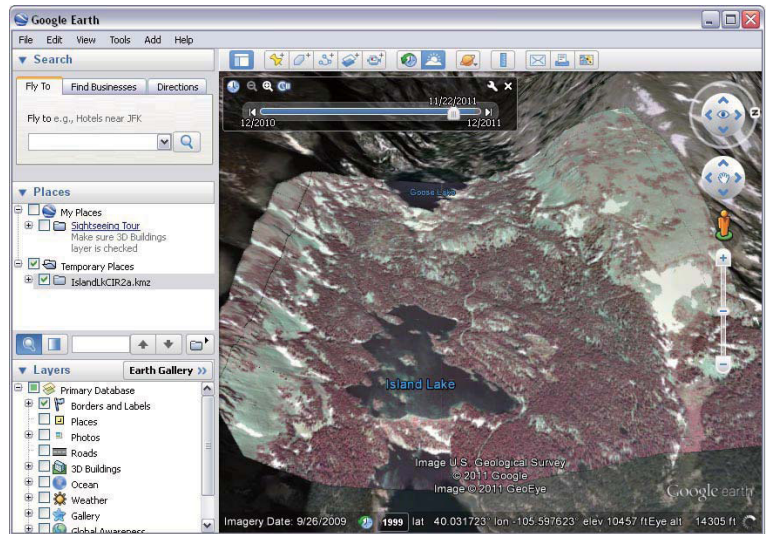 Google Earth
File Edit View Tools Add Help
Search
Fly To Find Businesses Directions
Fly to e.g., Hotels near JFK
Places
My Places
Sightseeing Tour
Make sure 3D Buildings
layer is checked
Temporary Places
IslandLkCIR2a.kmz
Layers Earth Gallery »
Primary Database
Borders and Labels
Places
Photos
Roads
3D Buildings
Ocean
Weather
Gallery
Global Awareness
11/22/2011
12/2010 12/2011
Goose Lake
Island Lake
Image U.S. Geological Survey
© 2011 Google
Image © 2011 GeoEye
Google earth
Imagery Date: 9/26/2009 1999 lat 40.031723° lon -105.597623° elev 10457 ft Eye alt 14305 ft